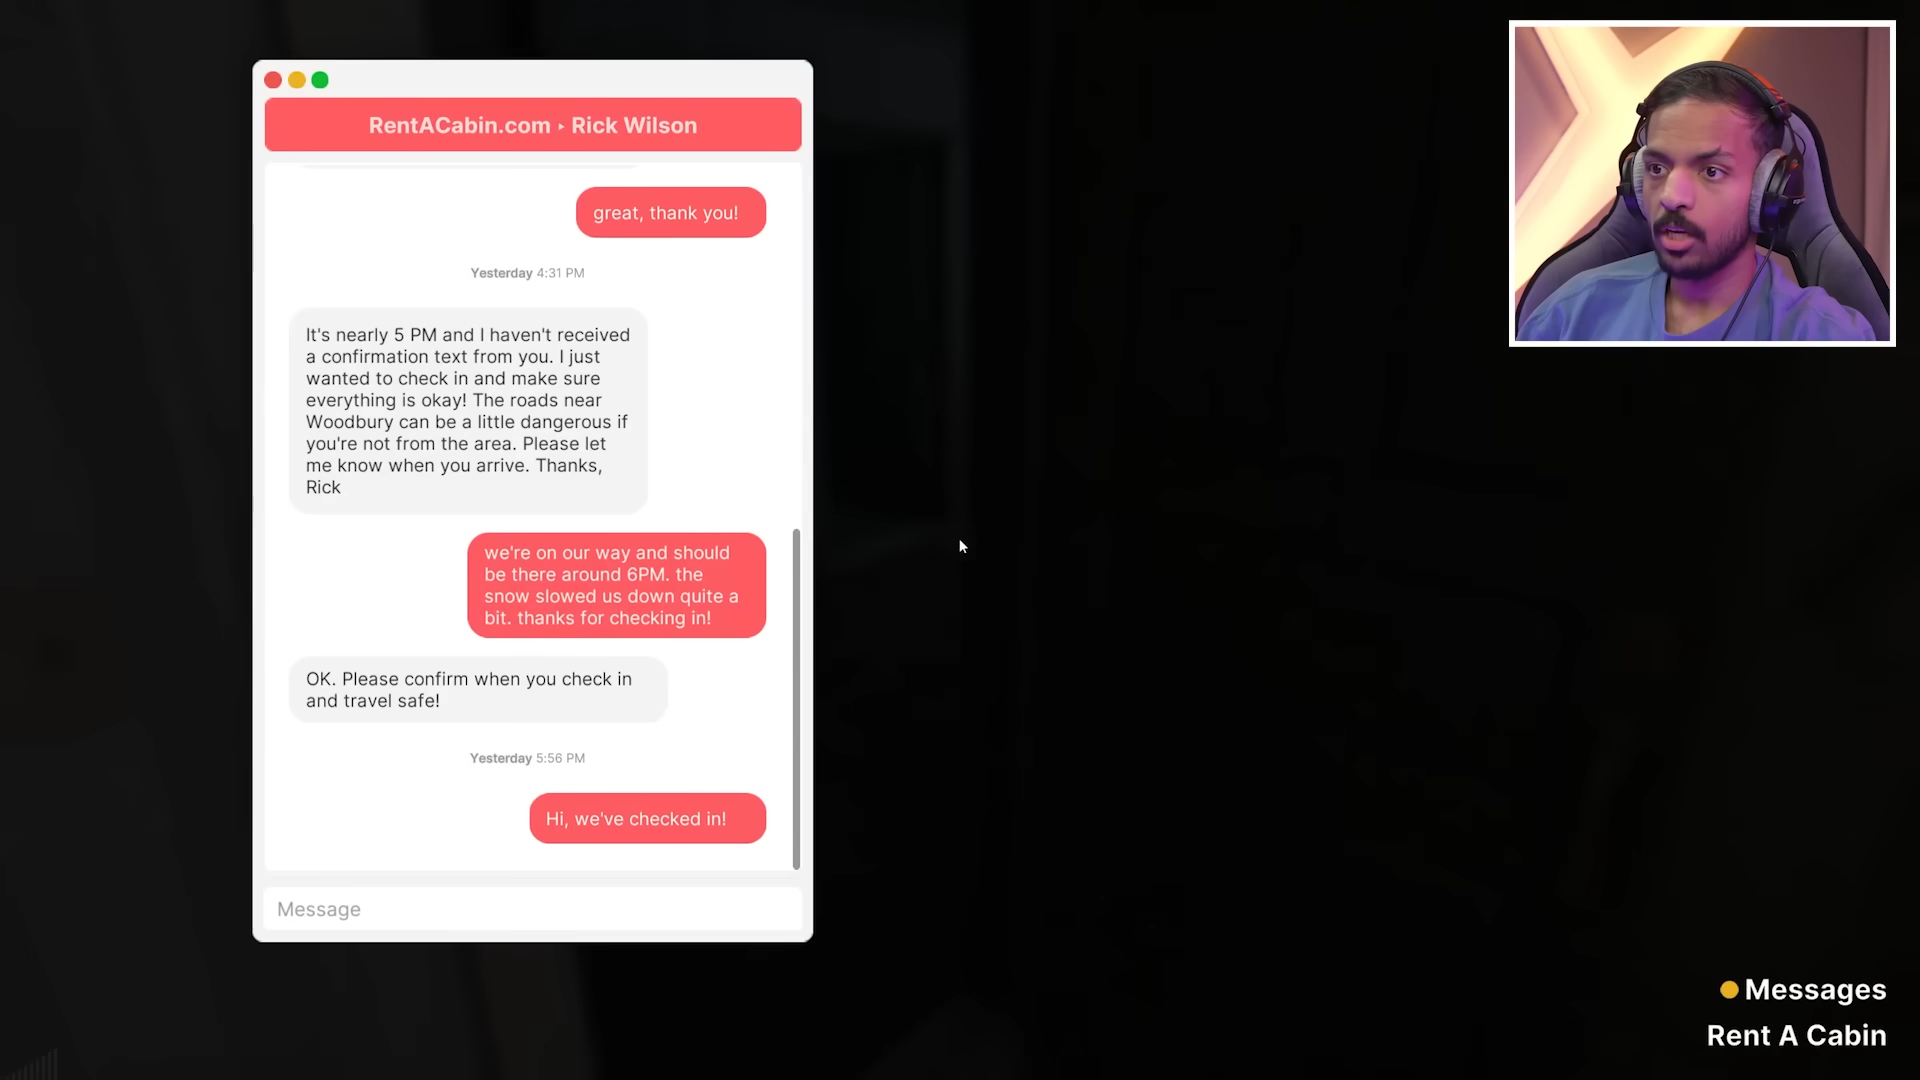 RentACabin.com ▸ Rick Wilson
great, thank you!
Yesterday 4:31 PM
It's nearly 5 PM and I haven't received
a confirmation text from you. I just
wanted to check in and make sure
everything is okay! The roads near
Woodbury can be a little dangerous if
you're not from the area. Please let
me know when you arrive. Thanks,
Rick
we're on our way and should
be there around 6PM. the
snow slowed us down quite a
bit. thanks for checking in!
OK. Please confirm when you check in
and travel safe!
Yesterday 5:56 PM
Hi, we've checked in!
Message
Messages
Rent A Cabin